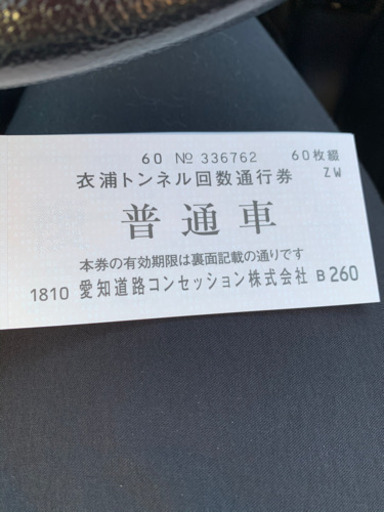 60 № 336762 60枚綴
ZW
衣浦トンネル回数通行券
普通車
本券の有効期限は裏面記載の通りです
1810 愛知道路コンセッション株式会社 B260